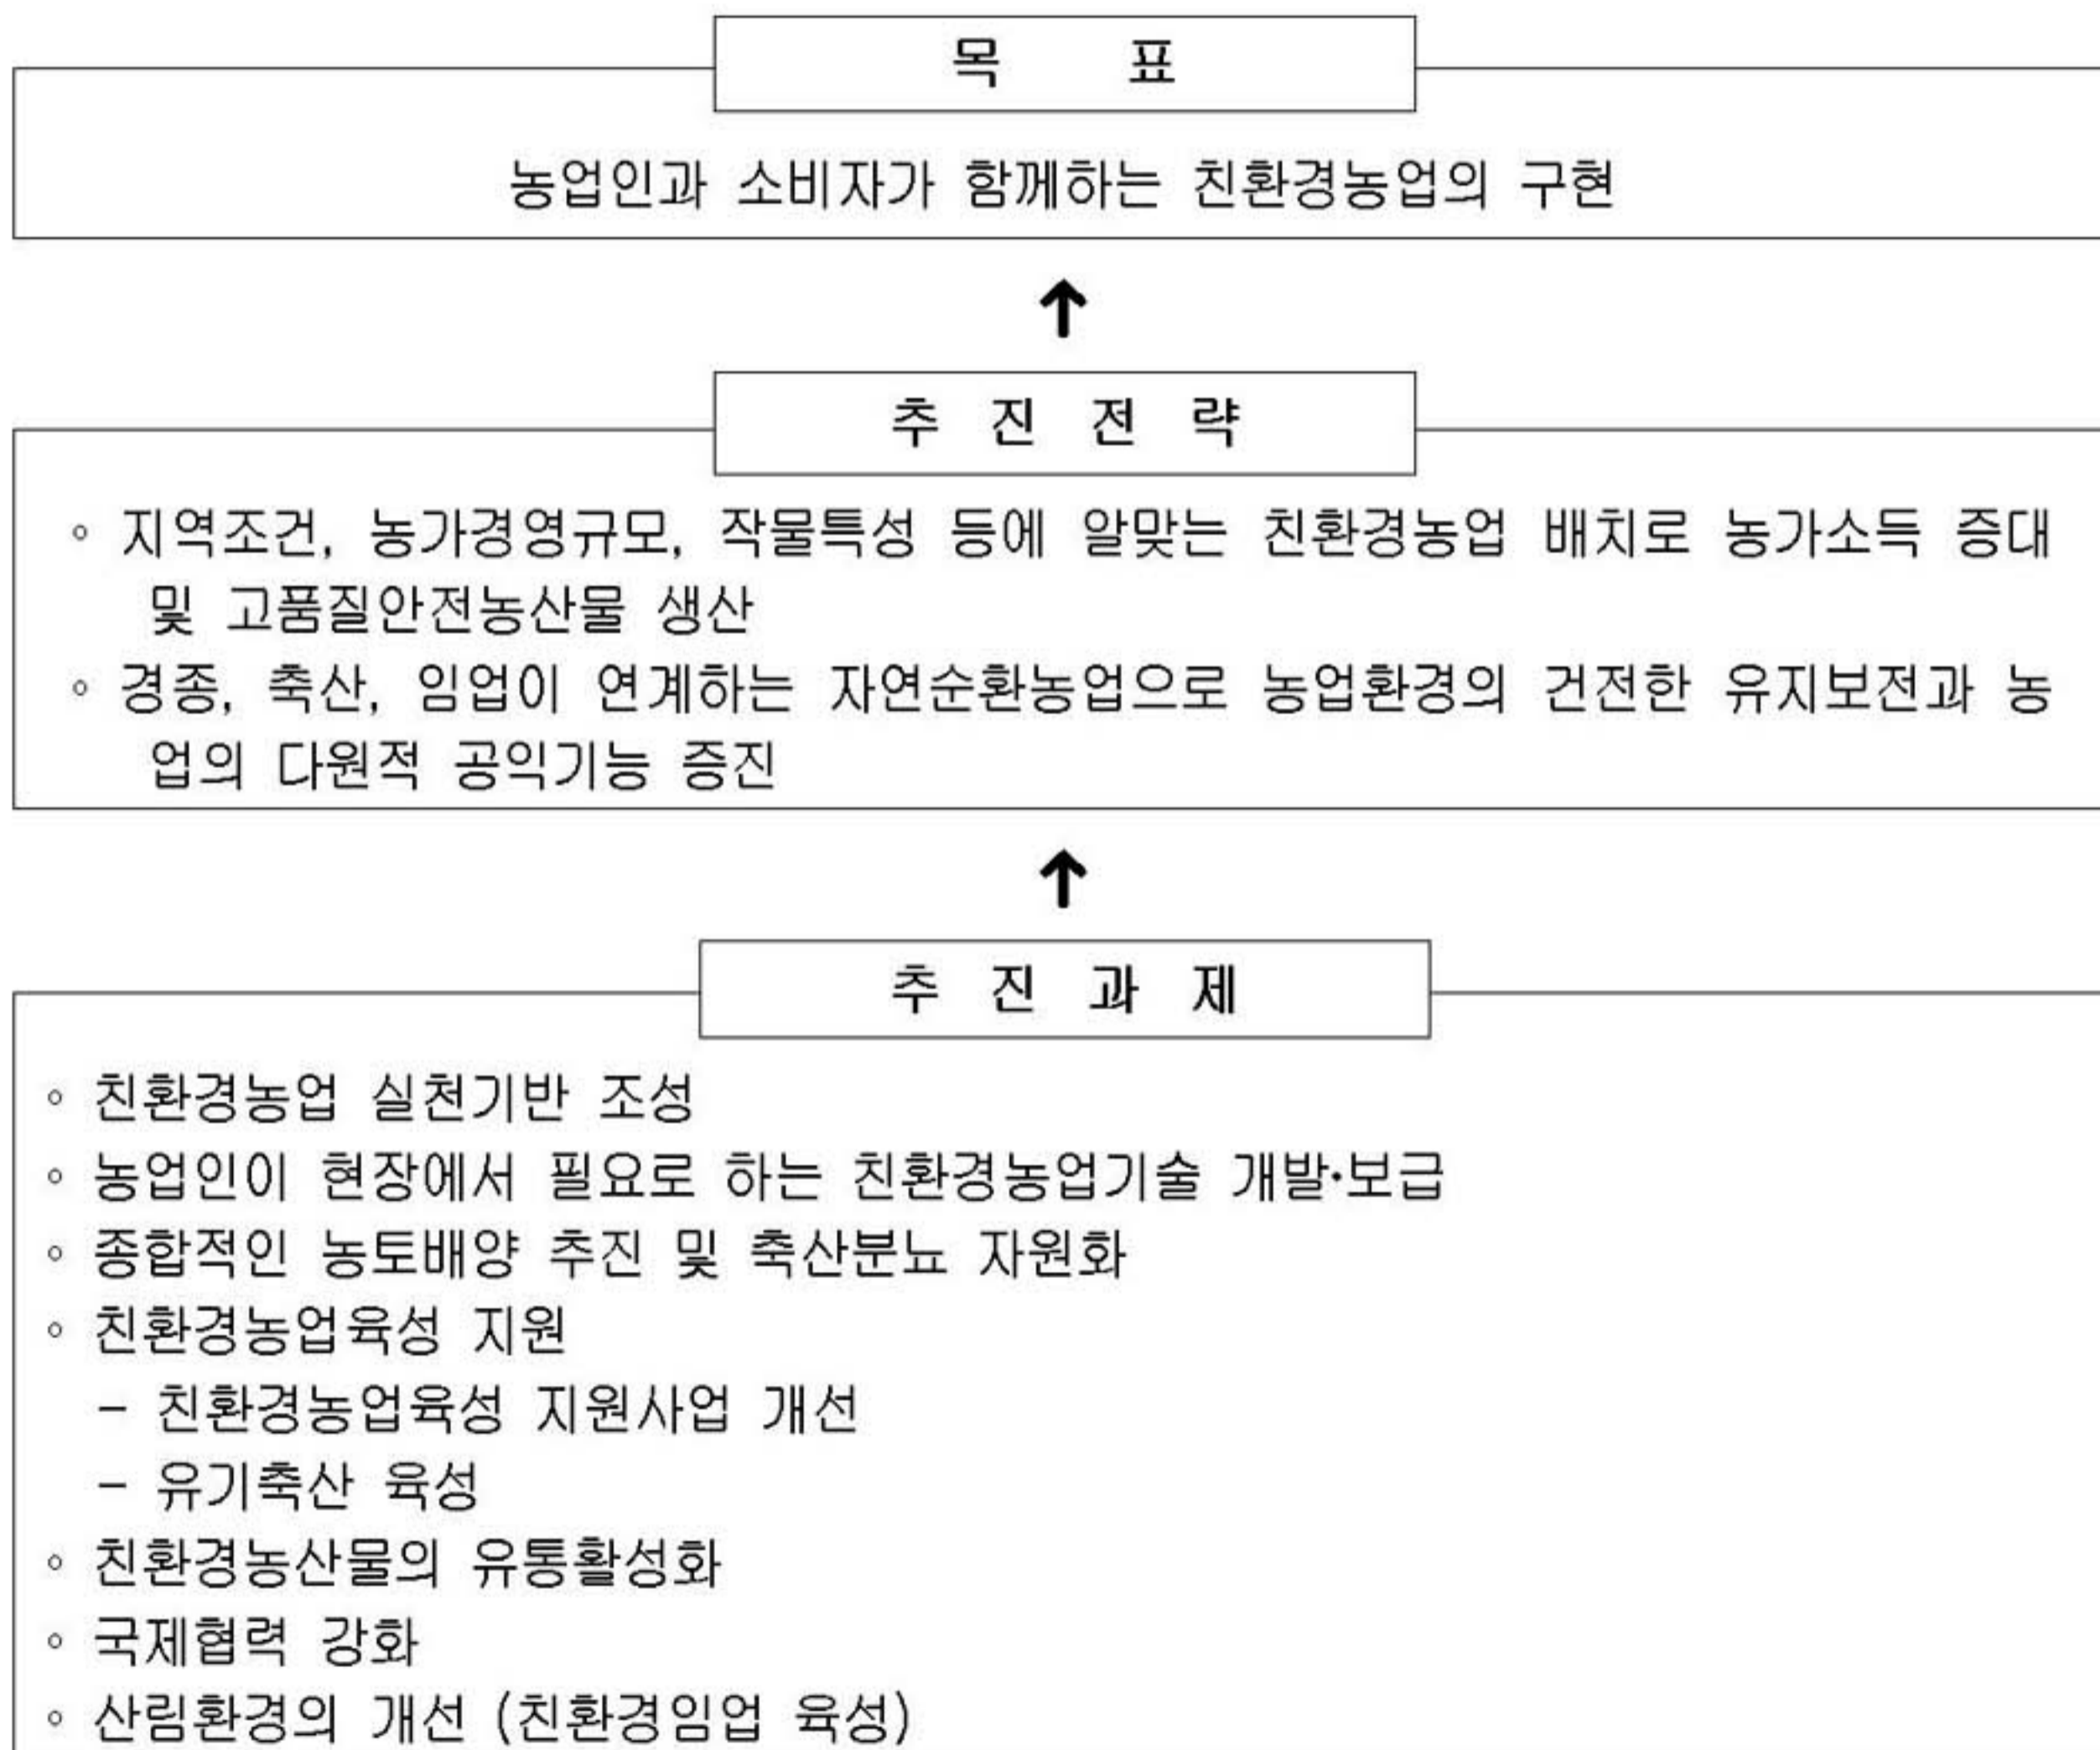 목 표
농업인과 소비자가 함께하는 친환경농업의 구현
↑
추 진 전 략
◦ 지역조건, 농가경영규모, 작물특성 등에 알맞는 친환경농업 배치로 농가소득 증대
및 고품질안전농산물 생산
◦ 경종, 축산, 임업이 연계하는 자연순환농업으로 농업환경의 건전한 유지보전과 농
업의 다원적 공익기능 증진
↑
추 진 과 제
◦ 친환경농업 실천기반 조성
◦ 농업인이 현장에서 필요로 하는 친환경농업기술 개발·보급
◦ 종합적인 농토배양 추진 및 축산분뇨 자원화
◦ 친환경농업육성 지원
- 친환경농업육성 지원사업 개선
- 유기축산 육성
◦ 친환경농산물의 유통활성화
◦ 국제협력 강화
◦ 산림환경의 개선 (친환경임업 육성)